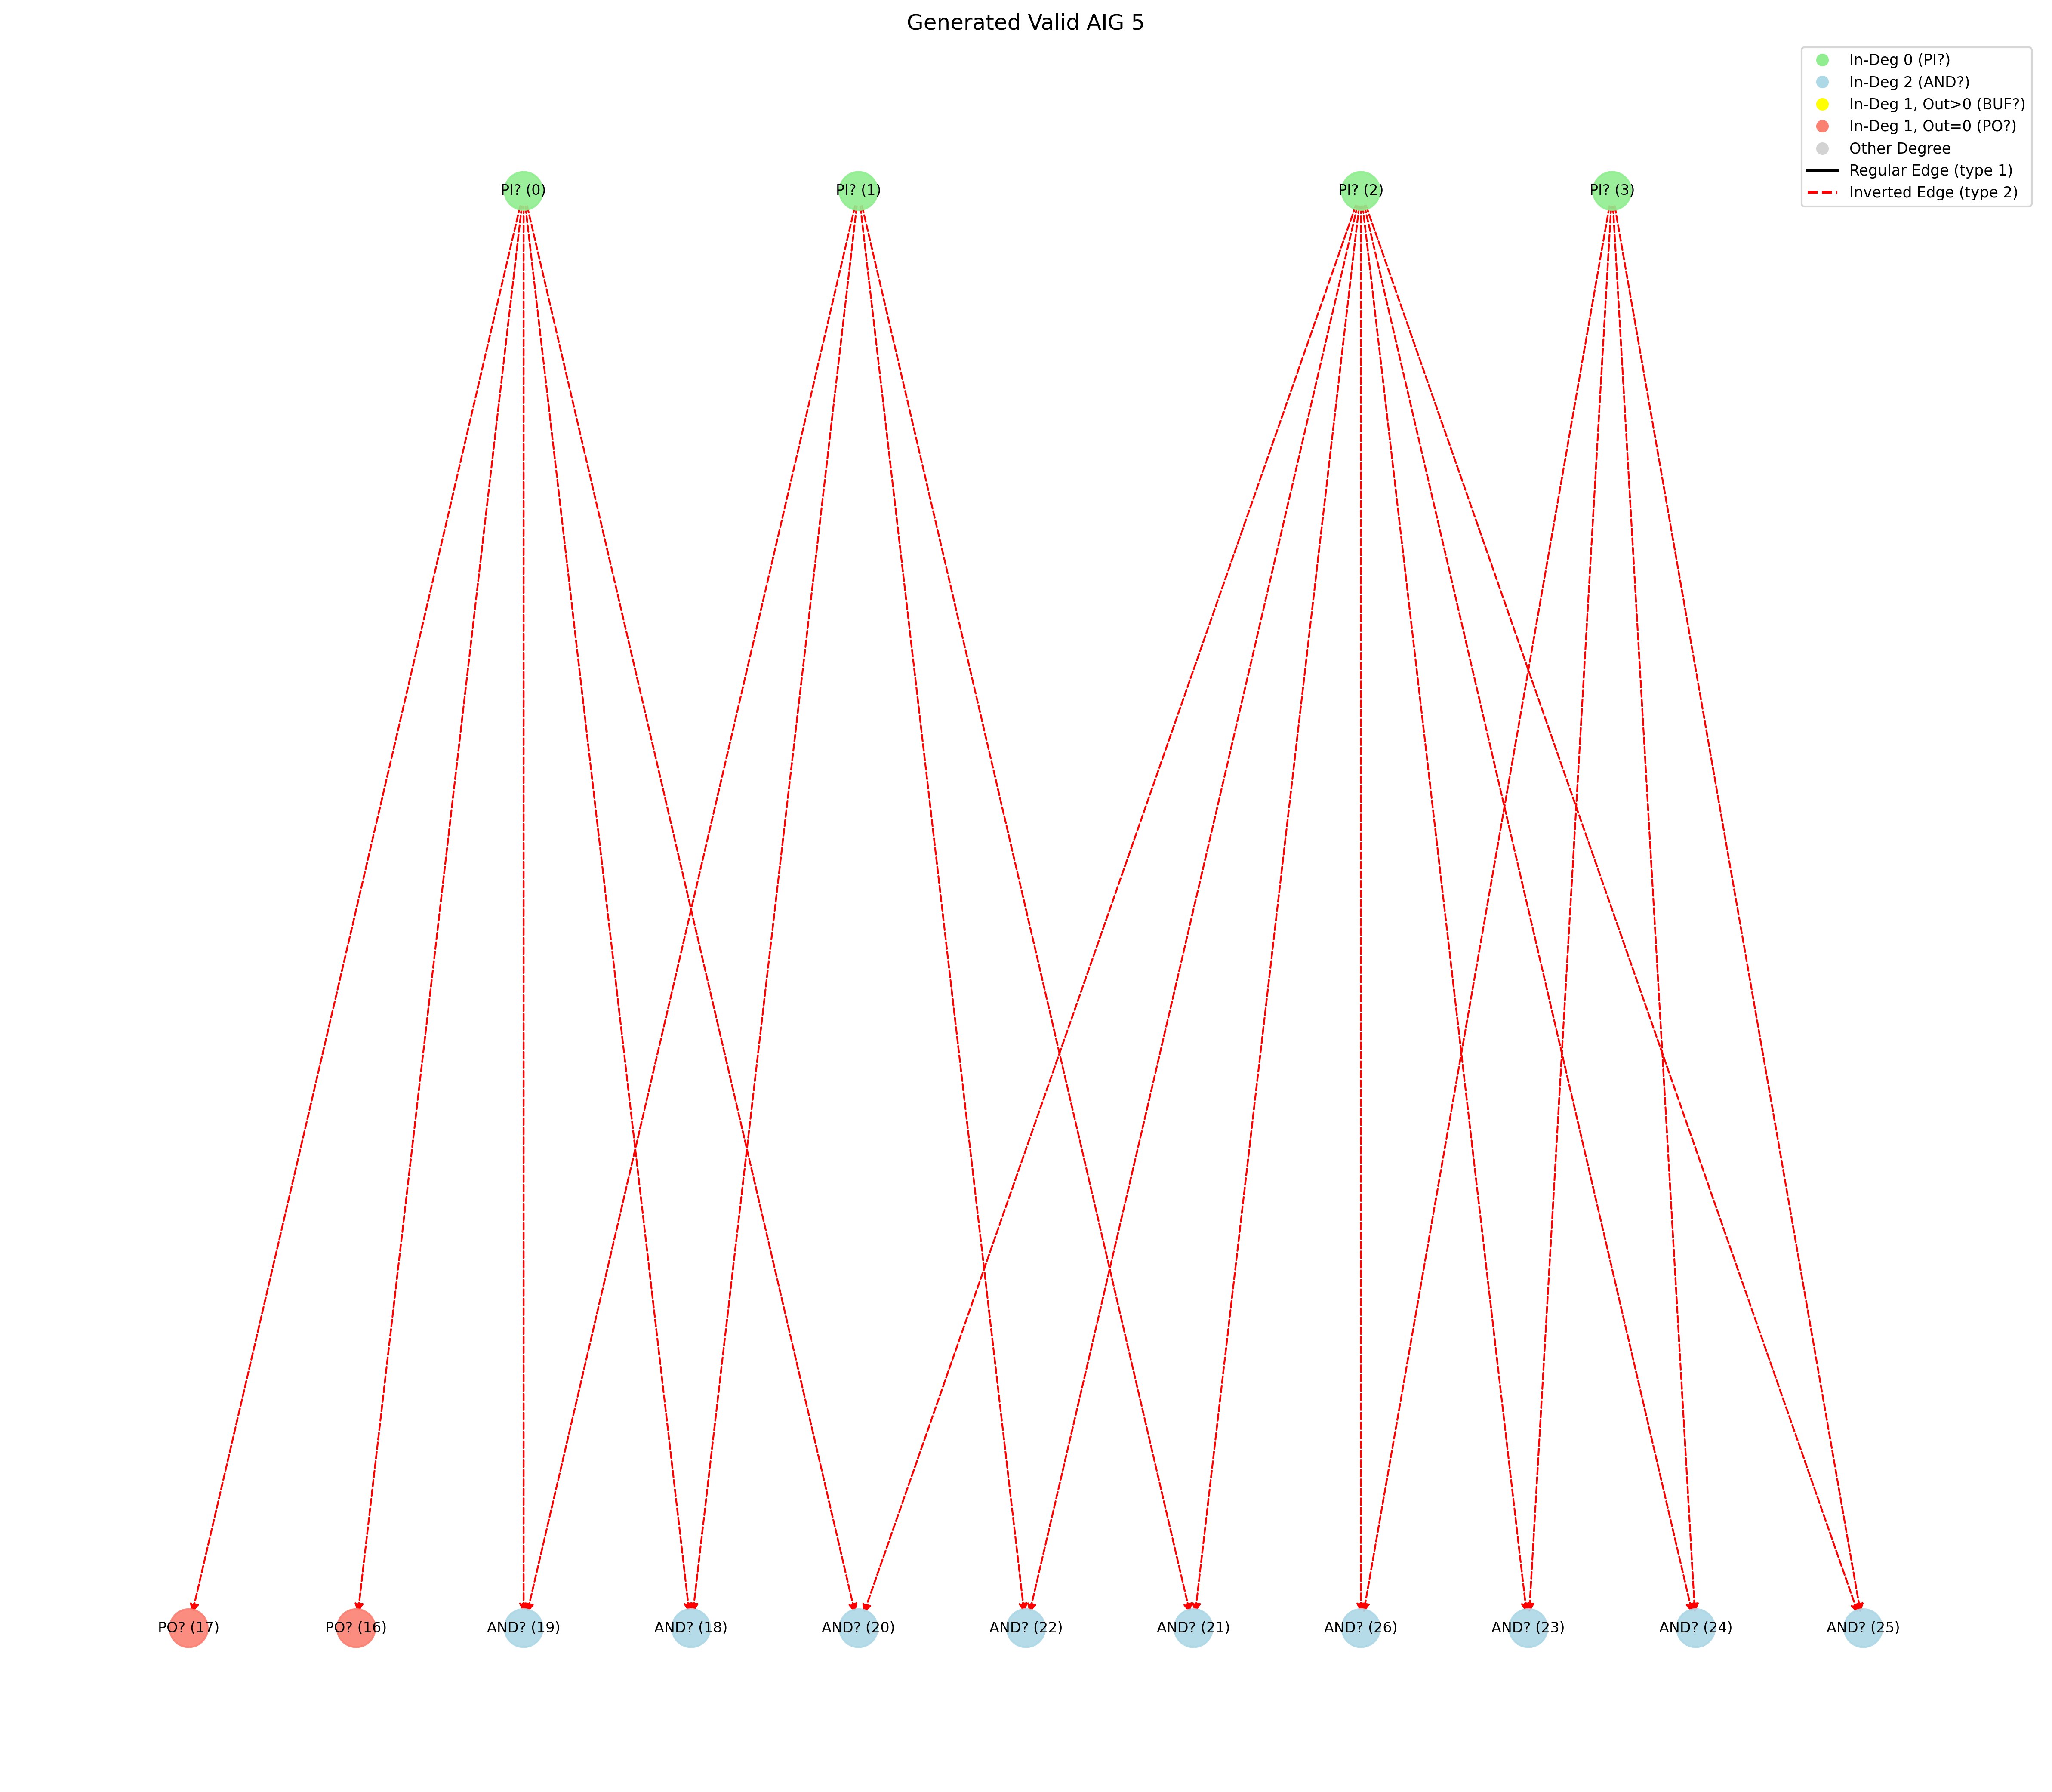 Generated Valid AIG 5
In-Deg 0 (PI?)
In-Deg 2 (AND?)
In-Deg 1, Out>0 (BUF?)
In-Deg 1, Out=0 (PO?)
Other Degree
Regular Edge (type 1)
Inverted Edge (type 2)
PI? (0)
PI? (1)
PI? (2)
PI? (3)
PO? (17)
PO? (16)
AND? (19)
AND? (18)
AND? (20)
AND? (22)
AND? (21)
AND? (26)
AND? (23)
AND? (24)
AND? (25)